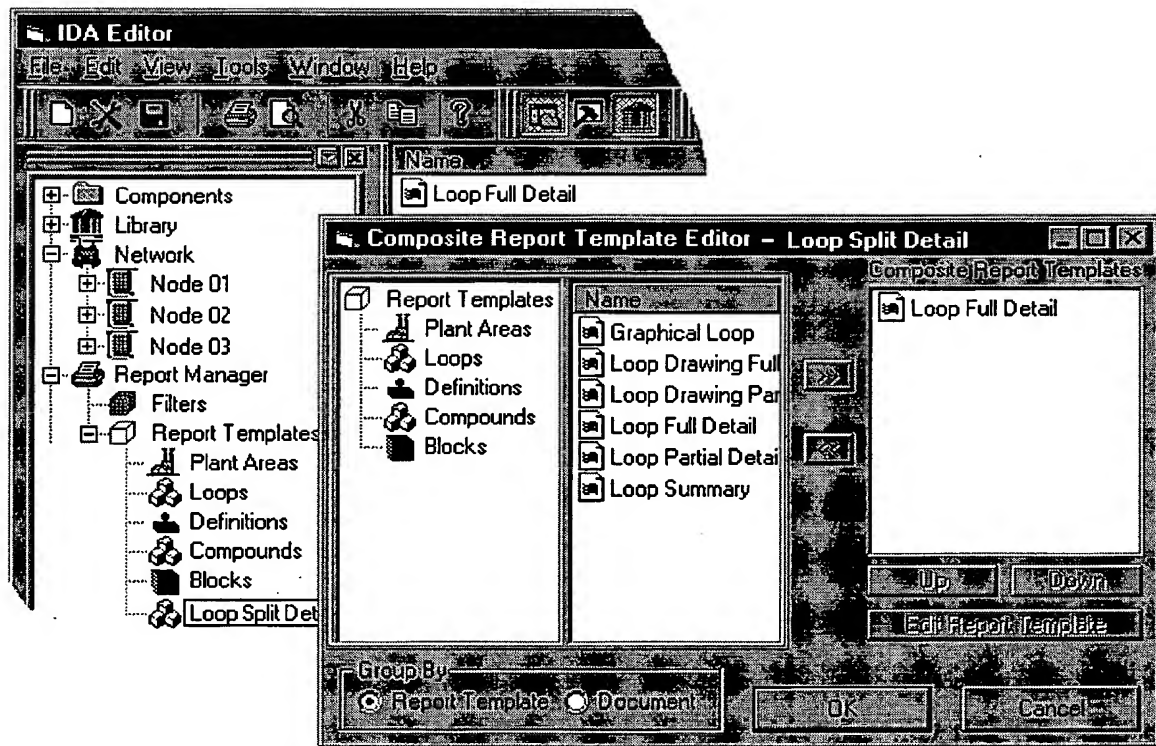 IDA Editor
File Edit View Tools Window Help
Name
Loop Full Detail
Components
Library
Network
Node 01
Node 02
Node 03
Report Manager
Filters
Report Templates
Plant Areas
Loops
Definitions
Compounds
Blocks
Loop Split Det
Composite Report Template Editor – Loop Split Detail
Report Templates
Plant Areas
Loops
Definitions
Compounds
Blocks
Name
Graphical Loop
Loop Drawing Full
Loop Drawing Par
Loop Full Detail
Loop Partial Detai
Loop Summary
>>
<<
Composite Report Templates
Loop Full Detail
Up Down
Edit Report Template
Group By
Report Template Document
OK Cancel